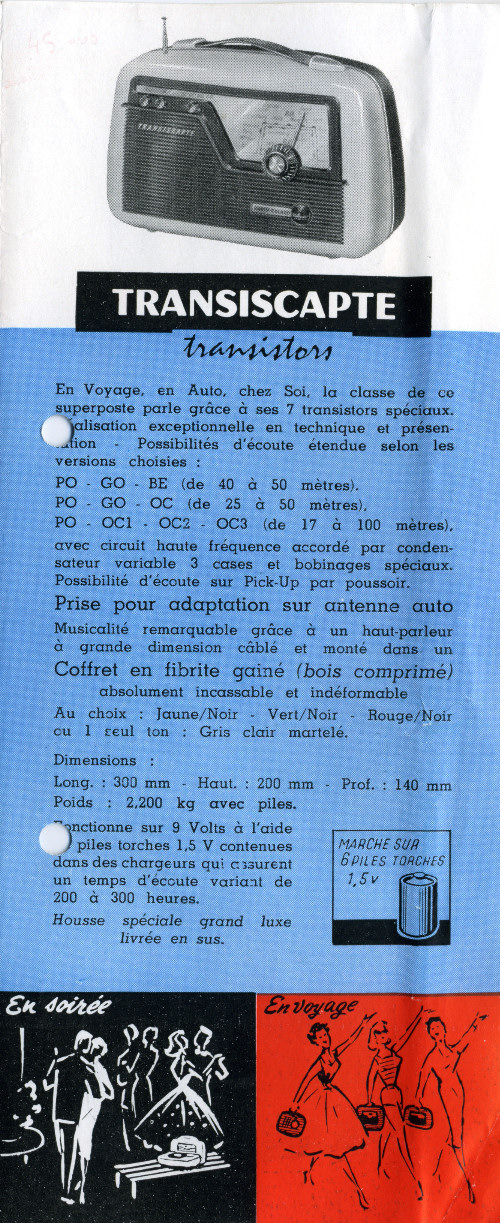 TRANSISCAPTE
TRANSISCAPTE
transistors
En Voyage, en Auto, chez Soi, la classe de ce
superposte parle grâce à ses 7 transistors spéciaux.
alisation exceptionnelle en technique et présen-
tion - Possibilités d'écoute étendue selon les
versions choisies :
PO - GO - BE (de 40 à 50 mètres).
PO - GO - OC (de 25 à 50 mètres),
PO - OC1 - OC2 - OC3 (de 17 à 100 mètres),
avec circuit haute fréquence accordé par conden-
sateur variable 3 cases et bobinages spéciaux.
Possibilité d'écoute sur Pick-Up par poussoir.
Prise pour adaptation sur antenne auto
Musicalité remarquable grâce à un haut-parleur
à grande dimension câblé et monté dans un
Coffret en fibrite gainé (bois comprimé)
absolument incassable et indéformable
Au choix : Jaune/Noir - Vert/Noir - Rouge/Noir
ou 1 seul ton : Gris clair martelé.
Dimensions :
Long. : 300 mm - Haut. : 200 mm - Prof. : 140 mm
Poids : 2,200 kg avec piles.
Fonctionne sur 9 Volts à l'aide
piles torches 1,5 V contenues
dans des chargeurs qui assurent
un temps d'écoute variant de
200 à 300 heures.
Housse spéciale grand luxe
livrée en sus.
MARCHE SUR
6 PILES TORCHES
1,5 v
En soirée
En voyage